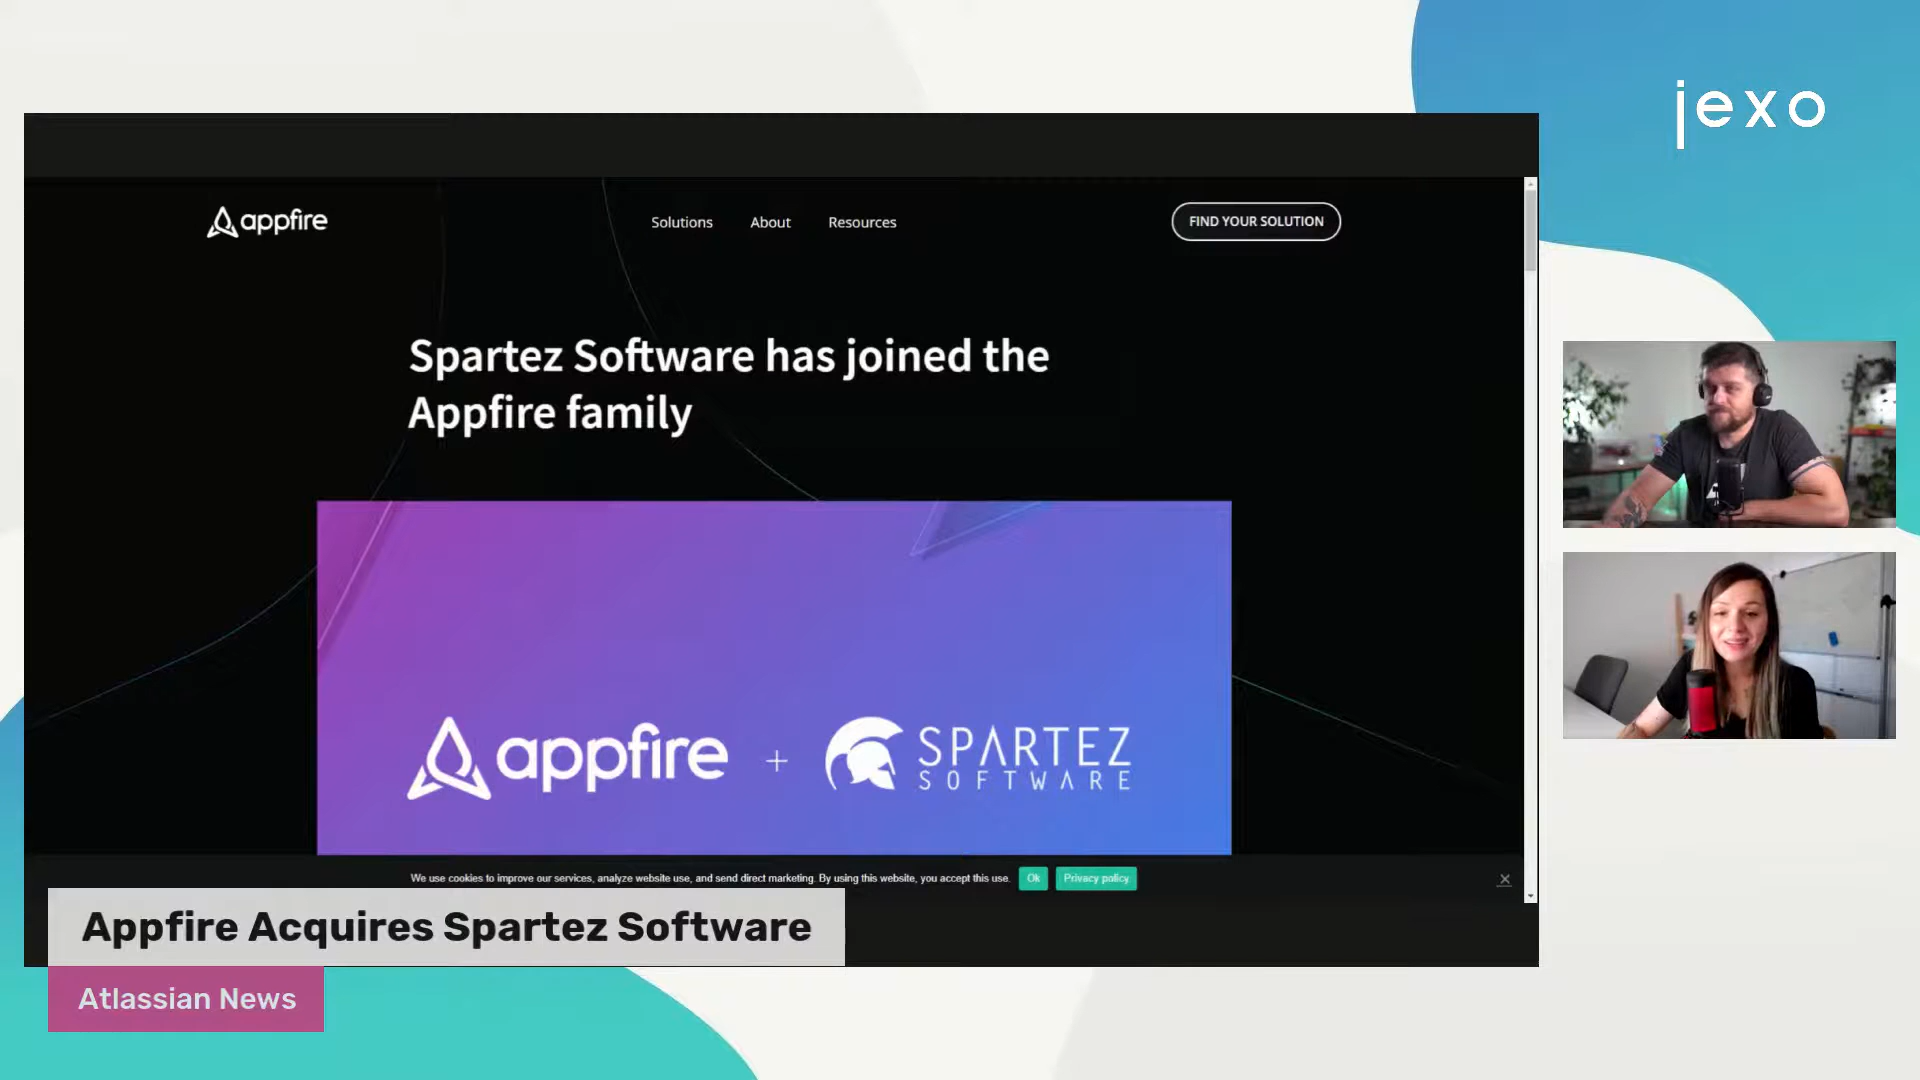 jexo
appfire
Solutions
About
Resources
FIND YOUR SOLUTION
Spartez Software has joined the
Appfire family
appfire + SPARTEZ
SOFTWARE
We use cookies to improve our services, analyze website use, and send direct marketing. By using this website, you accept this use.
Ok
Privacy policy
Appfire Acquires Spartez Software
Atlassian News